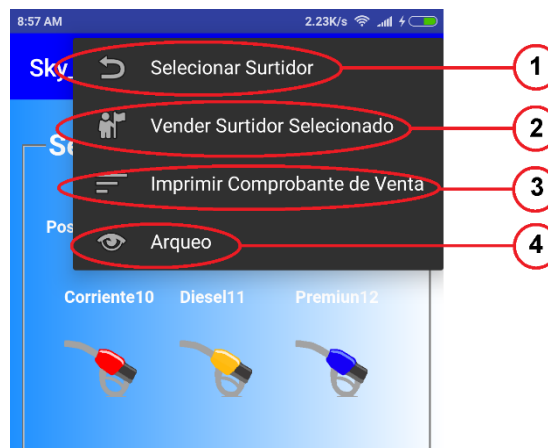 8:57 AM 2.23K/s
Sky_
Selecionar Surtidor 1
Vender Surtidor Selecionado 2
Se
Imprimir Comprobante de Venta 3
Pos
Arqueo 4
Corriente10 Diesel11 Premiun12